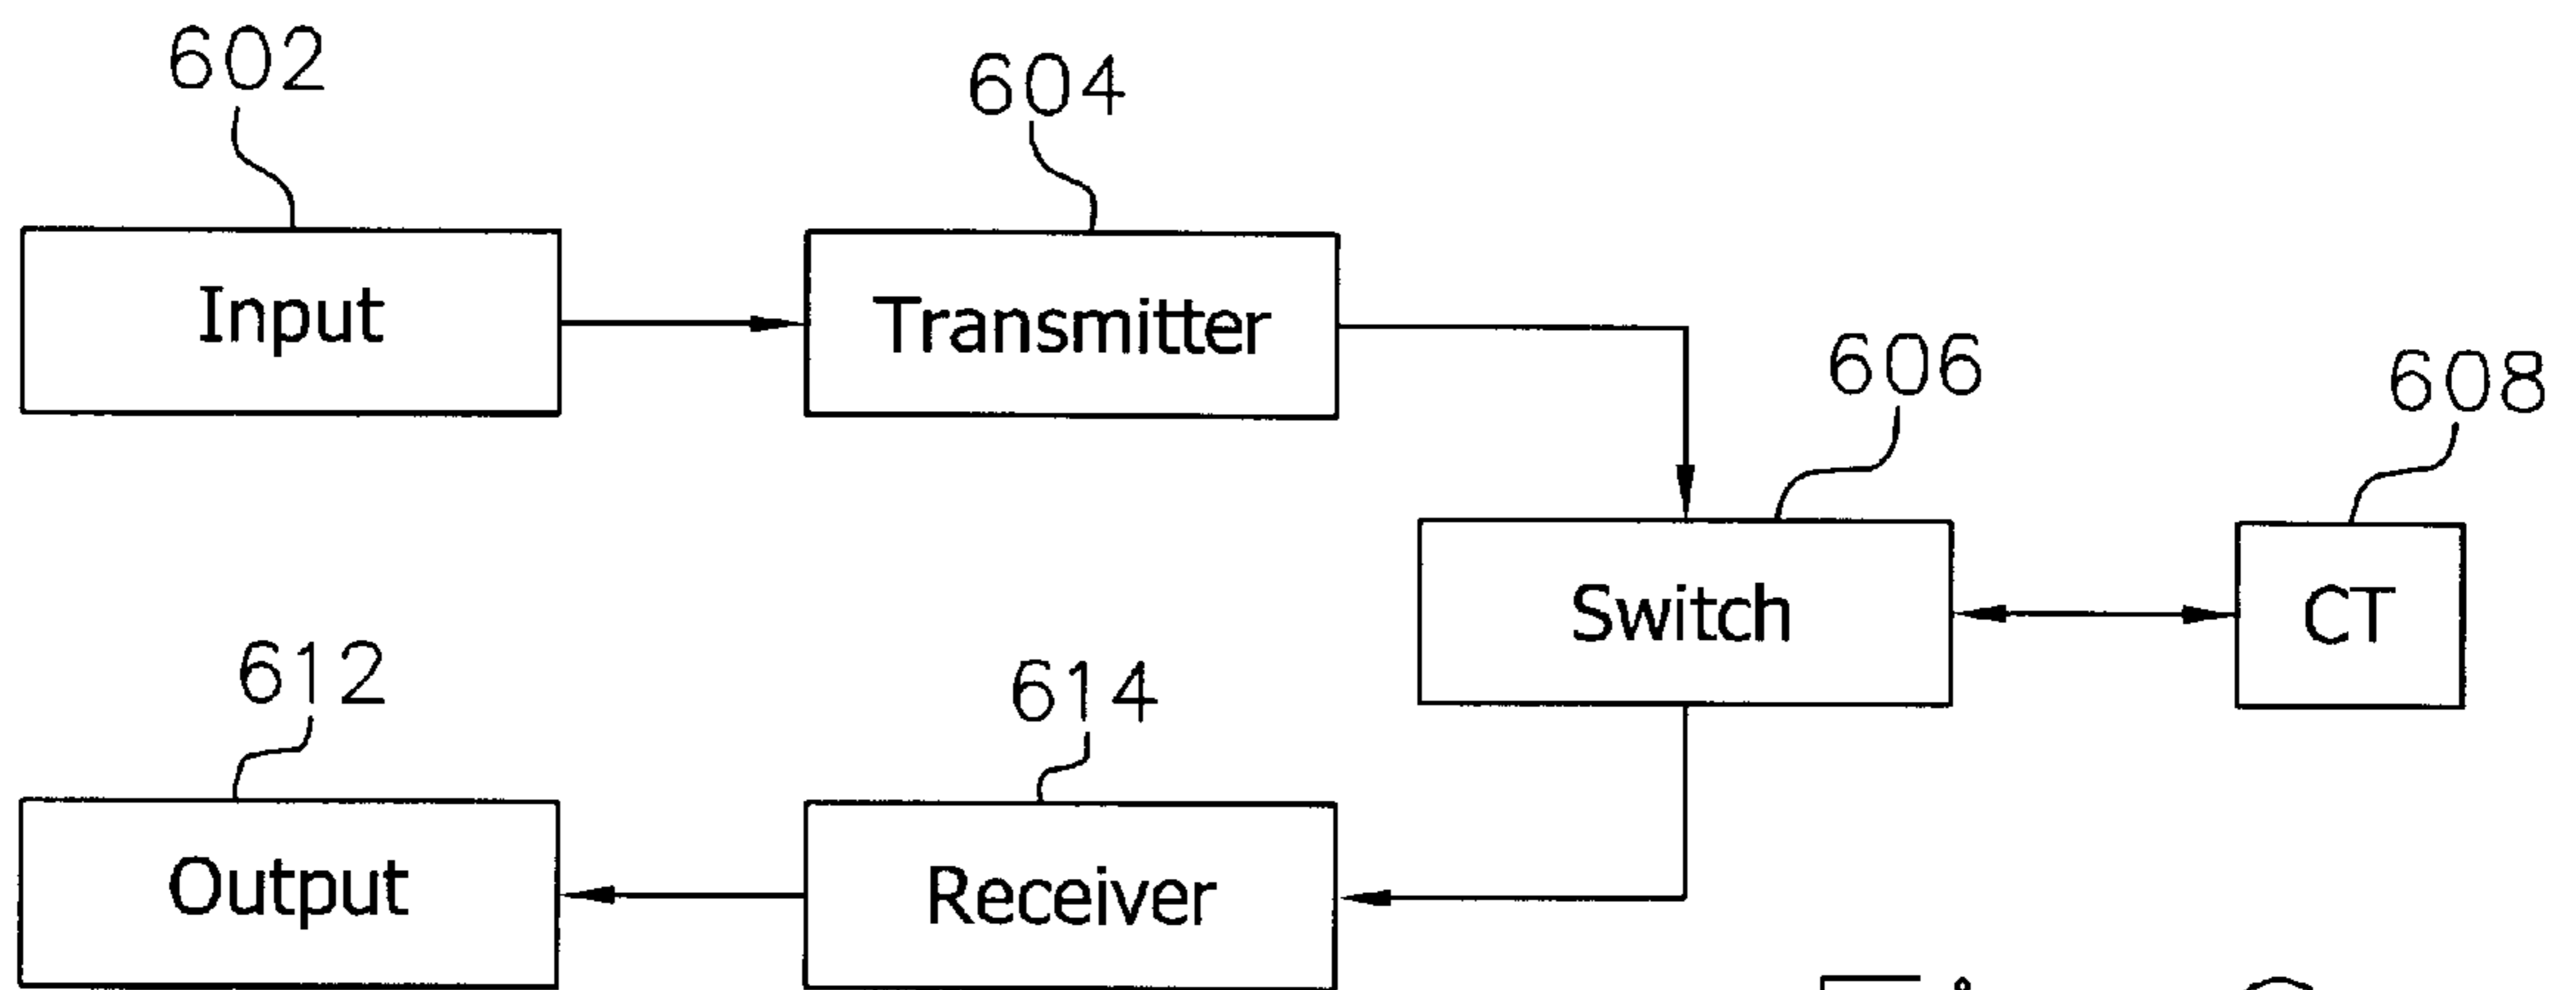 602
604
Input
Transmitter
606
608
Switch
CT
612
614
Output
Receiver